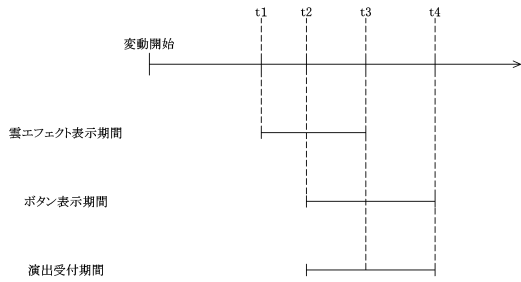 t1 t2 t3 t4
変動開始
雲エフェクト表示期間
ボタン表示期間
演出受付期間